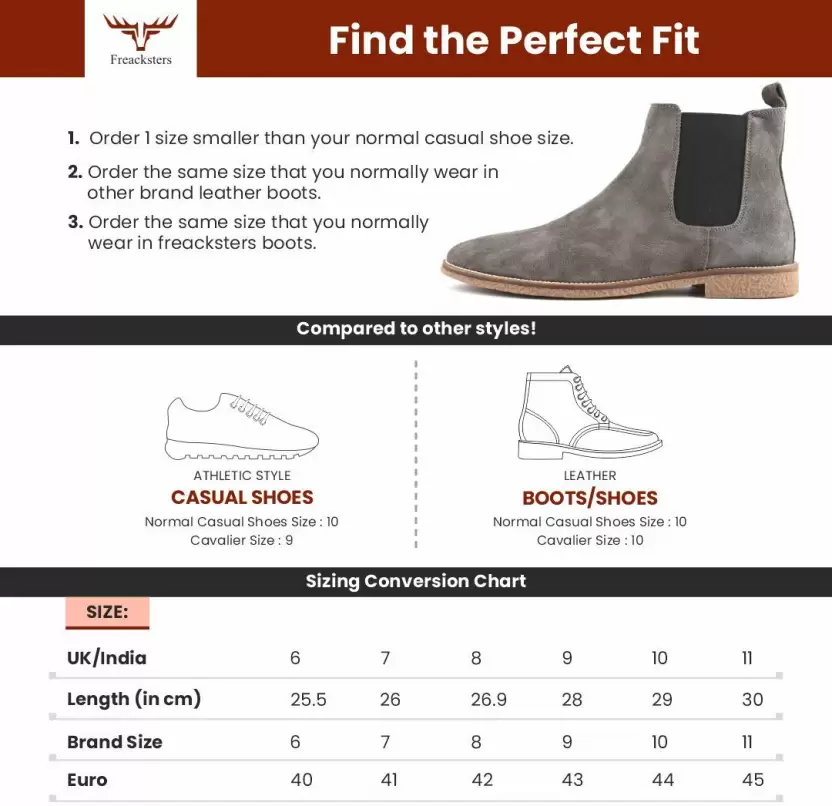 Freacksters
Find the Perfect Fit
1. Order 1 size smaller than your normal casual shoe size.
2. Order the same size that you normally wear in
other brand leather boots.
3. Order the same size that you normally
wear in freacksters boots.
Compared to other styles!
ATHLETIC STYLE
CASUAL SHOES
Normal Casual Shoes Size : 10
Cavalier Size : 9
LEATHER
BOOTS/SHOES
Normal Casual Shoes Size : 10
Cavalier Size : 10
Sizing Conversion Chart
SIZE:
UK/India 6 7 8 9 10 11
Length (in cm) 25.5 26 26.9 28 29 30
Brand Size 6 7 8 9 10 11
Euro 40 41 42 43 44 45